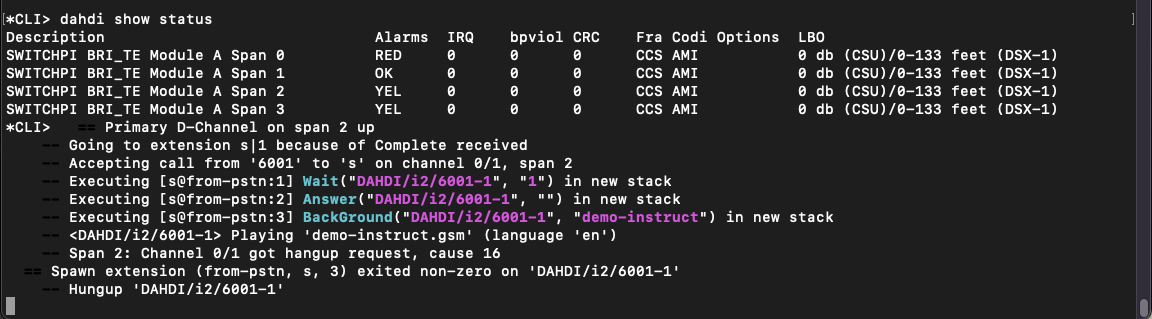 [*CLI> dahdi show status ]
Description Alarms IRQ bpviol CRC Fra Codi Options LBO
SWITCHPI BRI_TE Module A Span 0 RED 0 0 0 CCS AMI 0 db (CSU)/0-133 feet (DSX-1)
SWITCHPI BRI_TE Module A Span 1 OK 0 0 0 CCS AMI 0 db (CSU)/0-133 feet (DSX-1)
SWITCHPI BRI_TE Module A Span 2 YEL 0 0 0 CCS AMI 0 db (CSU)/0-133 feet (DSX-1)
SWITCHPI BRI_TE Module A Span 3 YEL 0 0 0 CCS AMI 0 db (CSU)/0-133 feet (DSX-1)
*CLI> == Primary D-Channel on span 2 up
-- Going to extension s|1 because of Complete received
-- Accepting call from '6001' to 's' on channel 0/1, span 2
-- Executing [s@from-pstn:1] Wait("DAHDI/i2/6001-1", "1") in new stack
-- Executing [s@from-pstn:2] Answer("DAHDI/i2/6001-1", "") in new stack
-- Executing [s@from-pstn:3] BackGround("DAHDI/i2/6001-1", "demo-instruct") in new stack
-- <DAHDI/i2/6001-1> Playing 'demo-instruct.gsm' (language 'en')
-- Span 2: Channel 0/1 got hangup request, cause 16
== Spawn extension (from-pstn, s, 3) exited non-zero on 'DAHDI/i2/6001-1'
-- Hungup 'DAHDI/i2/6001-1'